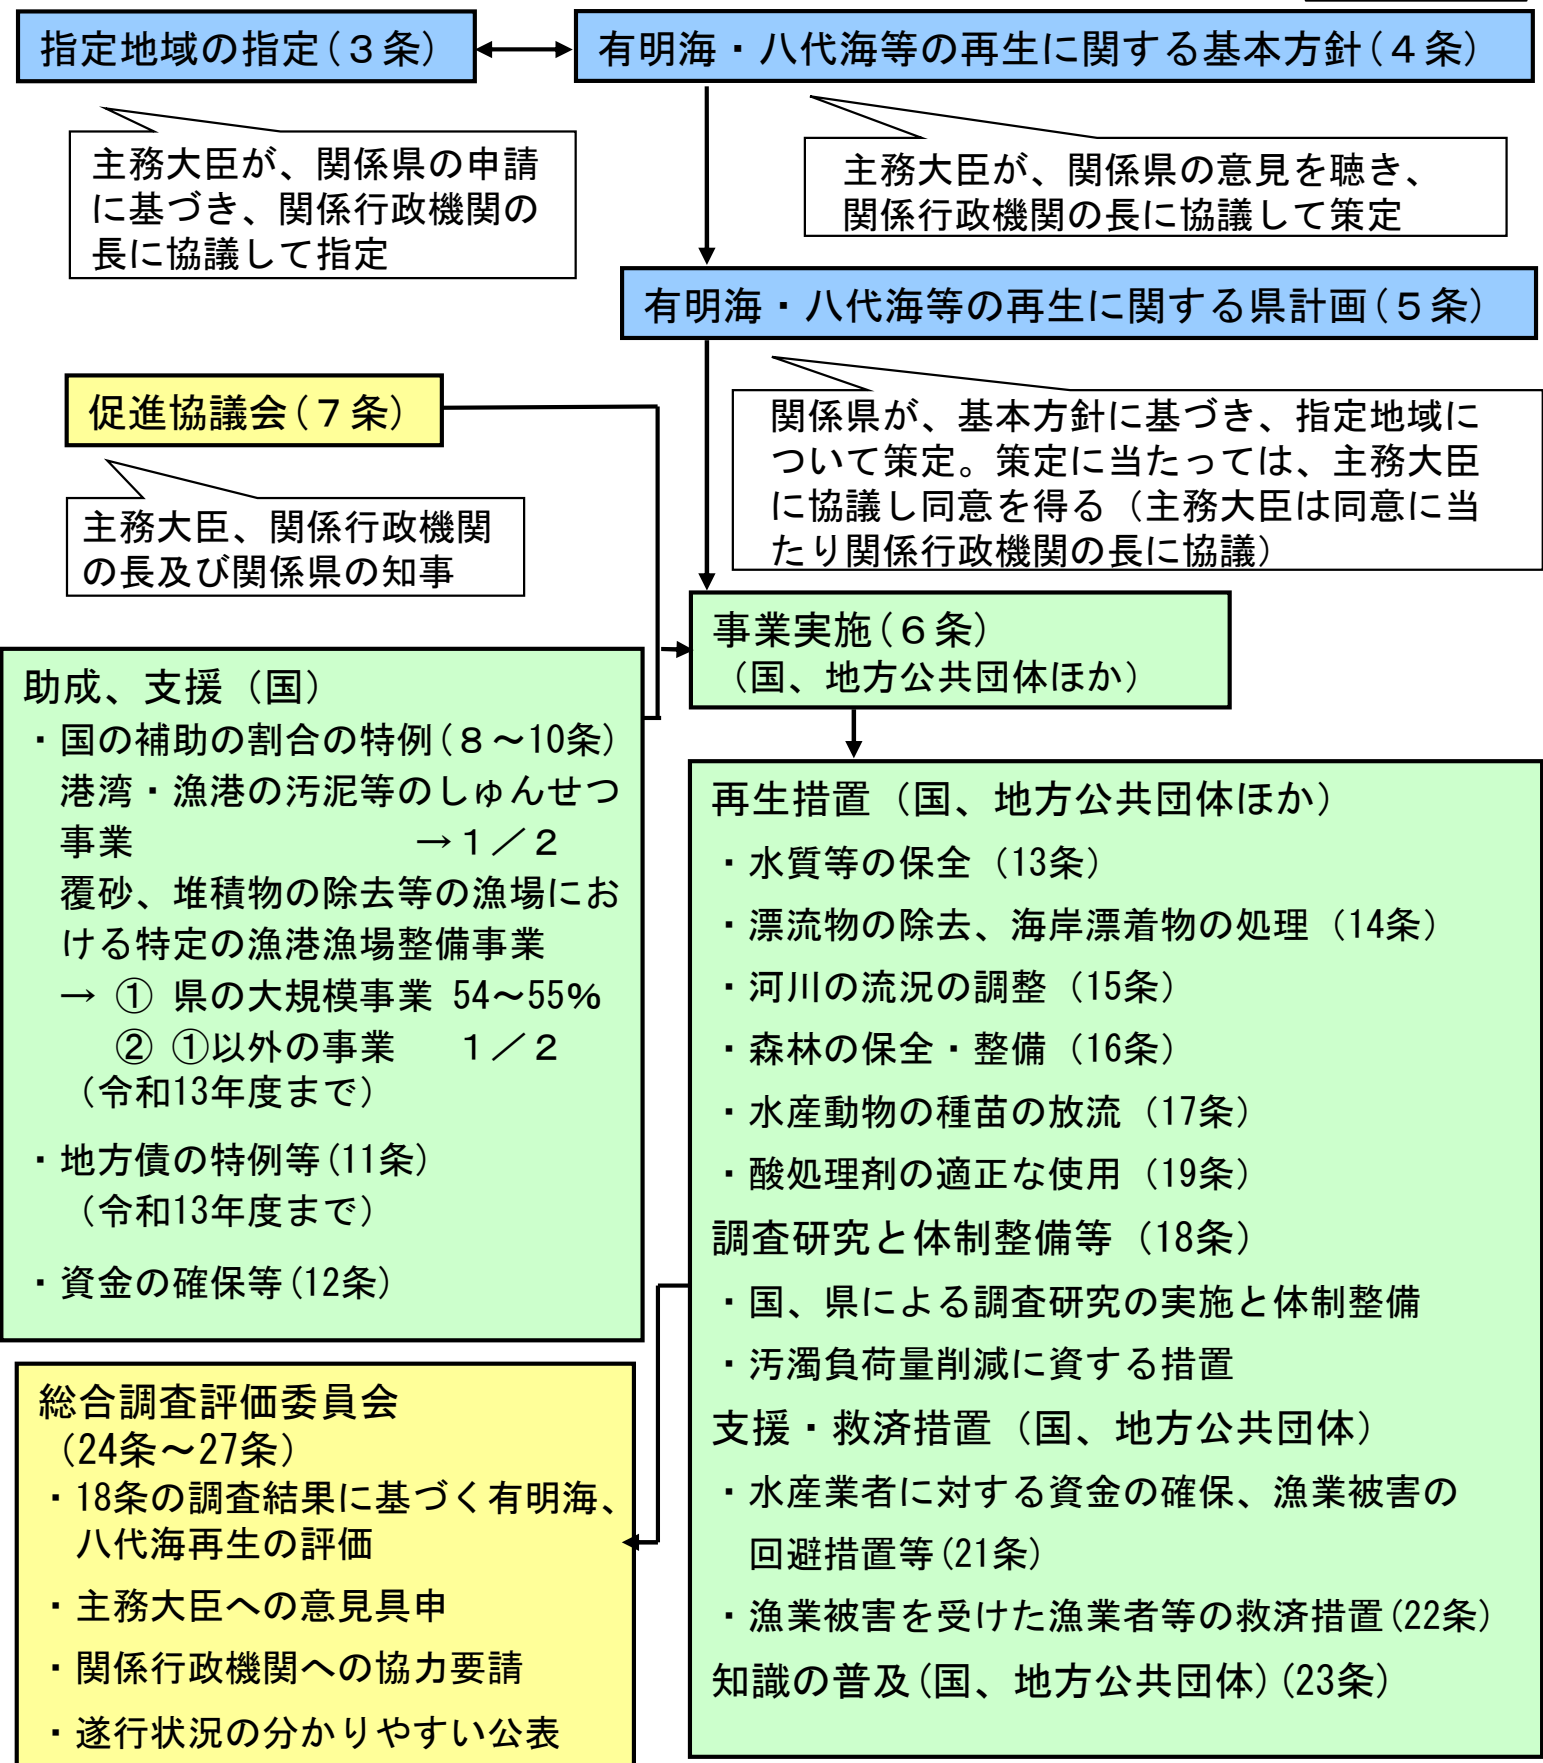 指定地域の指定(３条)
有明海・八代海等の再生に関する基本方針(４条)
主務大臣が、関係県の申請
に基づき、関係行政機関の
長に協議して指定
主務大臣が、関係県の意見を聴き、
関係行政機関の長に協議して策定
有明海・八代海等の再生に関する県計画(５条)
促進協議会(７条)
主務大臣、関係行政機関
の長及び関係県の知事
関係県が、基本方針に基づき、指定地域に
ついて策定。策定に当たっては、主務大臣
に協議し同意を得る（主務大臣は同意に当
たり関係行政機関の長に協議）
事業実施(６条)
（国、地方公共団体ほか）
助成、支援（国）
・国の補助の割合の特例(８～10条)
港湾・漁港の汚泥等のしゅんせつ
事業　→１／２
覆砂、堆積物の除去等の漁場にお
ける特定の漁港漁場整備事業
→ ① 県の大規模事業 54～55%
② ①以外の事業　１／２
（令和13年度まで）
・地方債の特例等(11条)
（令和13年度まで）
・資金の確保等(12条)
再生措置（国、地方公共団体ほか）
・水質等の保全（13条）
・漂流物の除去、海岸漂着物の処理（14条）
・河川の流況の調整（15条）
・森林の保全・整備（16条）
・水産動物の種苗の放流（17条）
・酸処理剤の適正な使用（19条）
調査研究と体制整備等（18条）
・国、県による調査研究の実施と体制整備
・汚濁負荷量削減に資する措置
支援・救済措置（国、地方公共団体）
・水産業者に対する資金の確保、漁業被害の
回避措置等(21条)
・漁業被害を受けた漁業者等の救済措置(22条)
知識の普及(国、地方公共団体)(23条)
総合調査評価委員会
（24条～27条）
・18条の調査結果に基づく有明海、
八代海再生の評価
・主務大臣への意見具申
・関係行政機関への協力要請
・遂行状況の分かりやすい公表